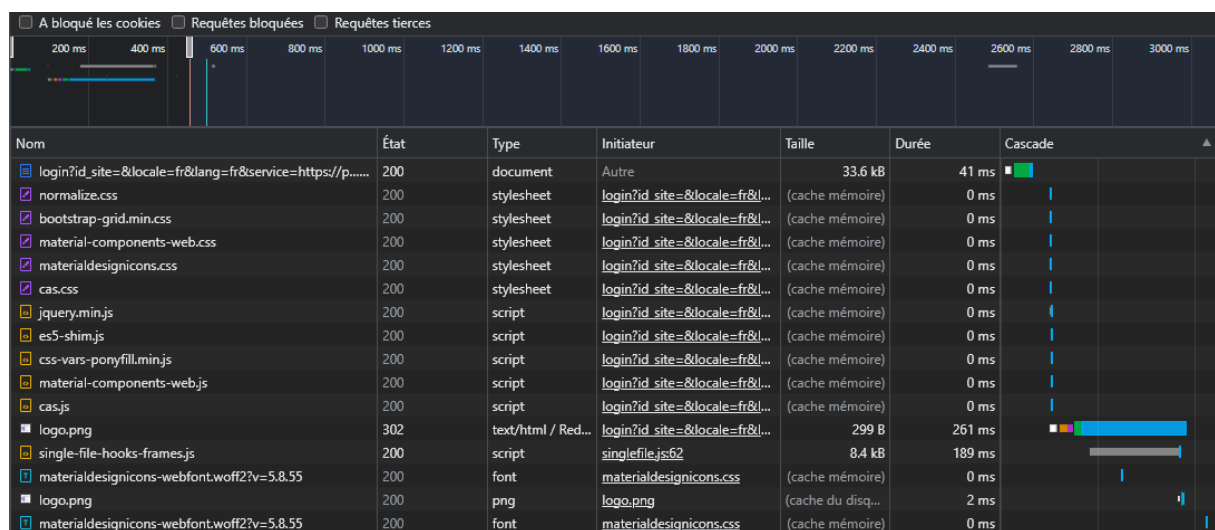 A bloqué les cookies Requêtes bloquées Requêtes tierces
200 ms 400 ms 600 ms 800 ms 1000 ms 1200 ms 1400 ms 1600 ms 1800 ms 2000 ms 2200 ms 2400 ms 2600 ms 2800 ms 3000 ms
Nom État Type Initiateur Taille Durée Cascade
login?id_site=&locale=fr&lang=fr&service=https://p...... 200 document Autre 33.6 kB 41 ms
normalize.css 200 stylesheet login?id_site=&locale=fr&l... (cache mémoire) 0 ms
bootstrap-grid.min.css 200 stylesheet login?id_site=&locale=fr&l... (cache mémoire) 0 ms
material-components-web.css 200 stylesheet login?id_site=&locale=fr&l... (cache mémoire) 0 ms
materialdesignicons.css 200 stylesheet login?id_site=&locale=fr&l... (cache mémoire) 0 ms
cas.css 200 stylesheet login?id_site=&locale=fr&l... (cache mémoire) 0 ms
jquery.min.js 200 script login?id_site=&locale=fr&l... (cache mémoire) 0 ms
es5-shim.js 200 script login?id_site=&locale=fr&l... (cache mémoire) 0 ms
css-vars-ponyfill.min.js 200 script login?id_site=&locale=fr&l... (cache mémoire) 0 ms
material-components-web.js 200 script login?id_site=&locale=fr&l... (cache mémoire) 0 ms
cas.js 200 script login?id_site=&locale=fr&l... (cache mémoire) 0 ms
logo.png 302 text/html / Red... login?id_site=&locale=fr&l... 299 B 261 ms
single-file-hooks-frames.js 200 script singlefile.js:62 8.4 kB 189 ms
materialdesignicons-webfont.woff2?v=5.8.55 200 font materialdesignicons.css (cache mémoire) 0 ms
logo.png 200 png logo.png (cache du disq... 2 ms
materialdesignicons-webfont.woff2?v=5.8.55 200 font materialdesignicons.css (cache mémoire) 0 ms